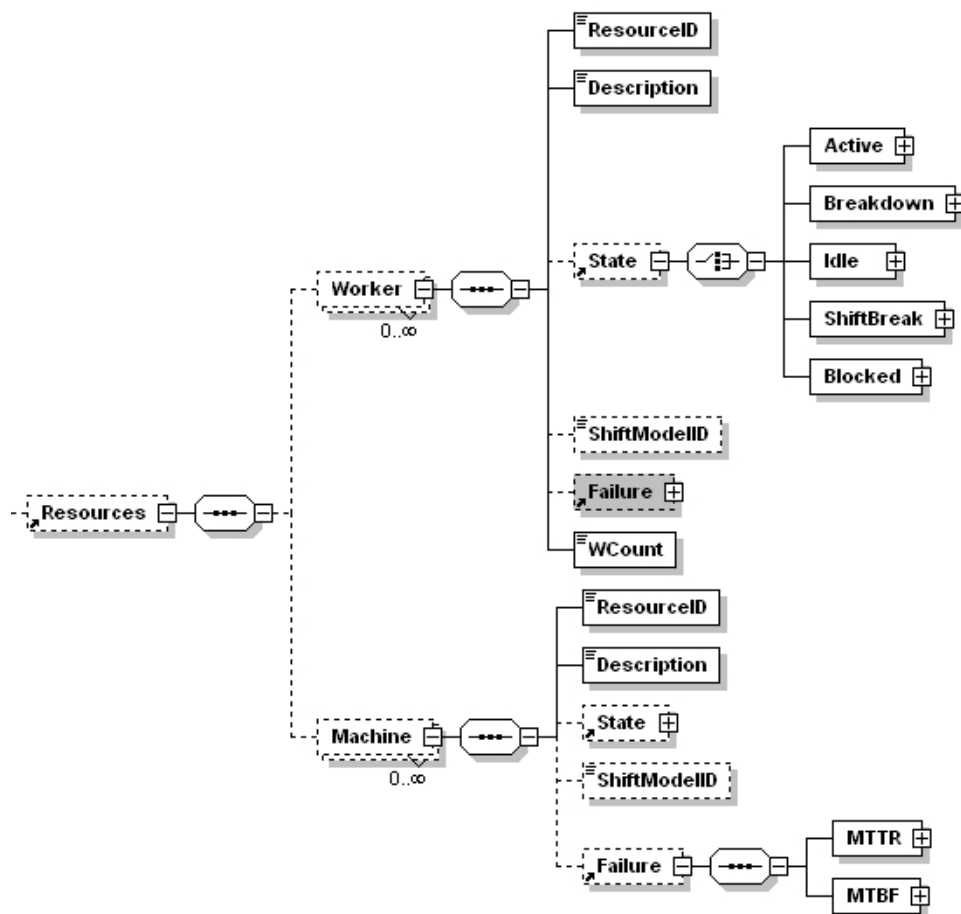 ResourceID
Description
Active
Breakdown
Idle
ShiftBreak
Blocked
State
Worker
0..∞
ShiftModelID
Failure
WCount
Resources
ResourceID
Description
State
Machine
0..∞
ShiftModelID
Failure
MTTR
MTBF